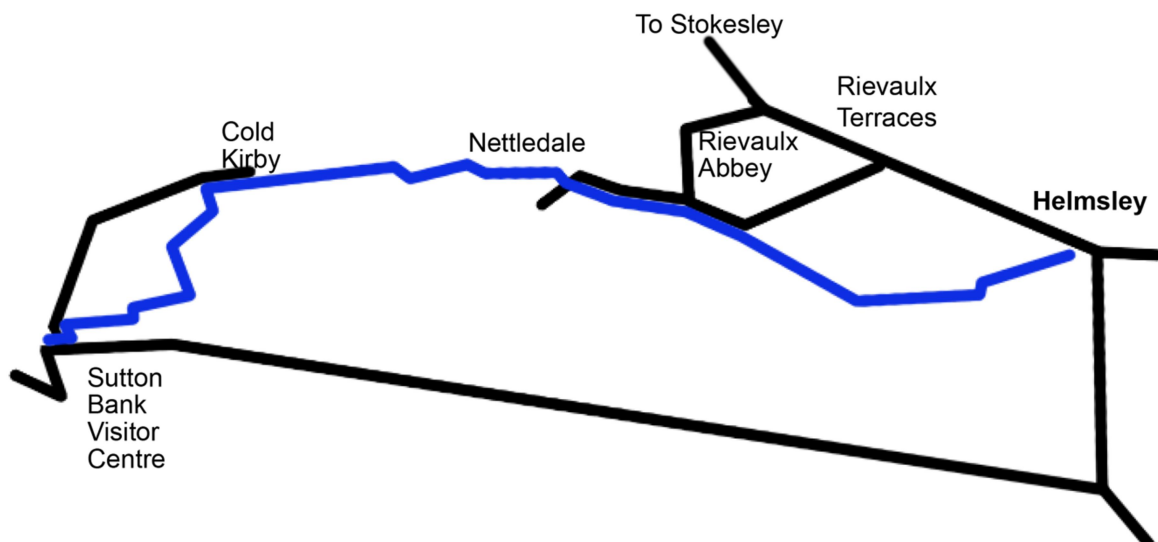 To Stokesley
Rievaulx
Terraces
Cold
Kirby
Nettledale
Rievaulx
Abbey
Helmsley
Sutton
Bank
Visitor
Centre